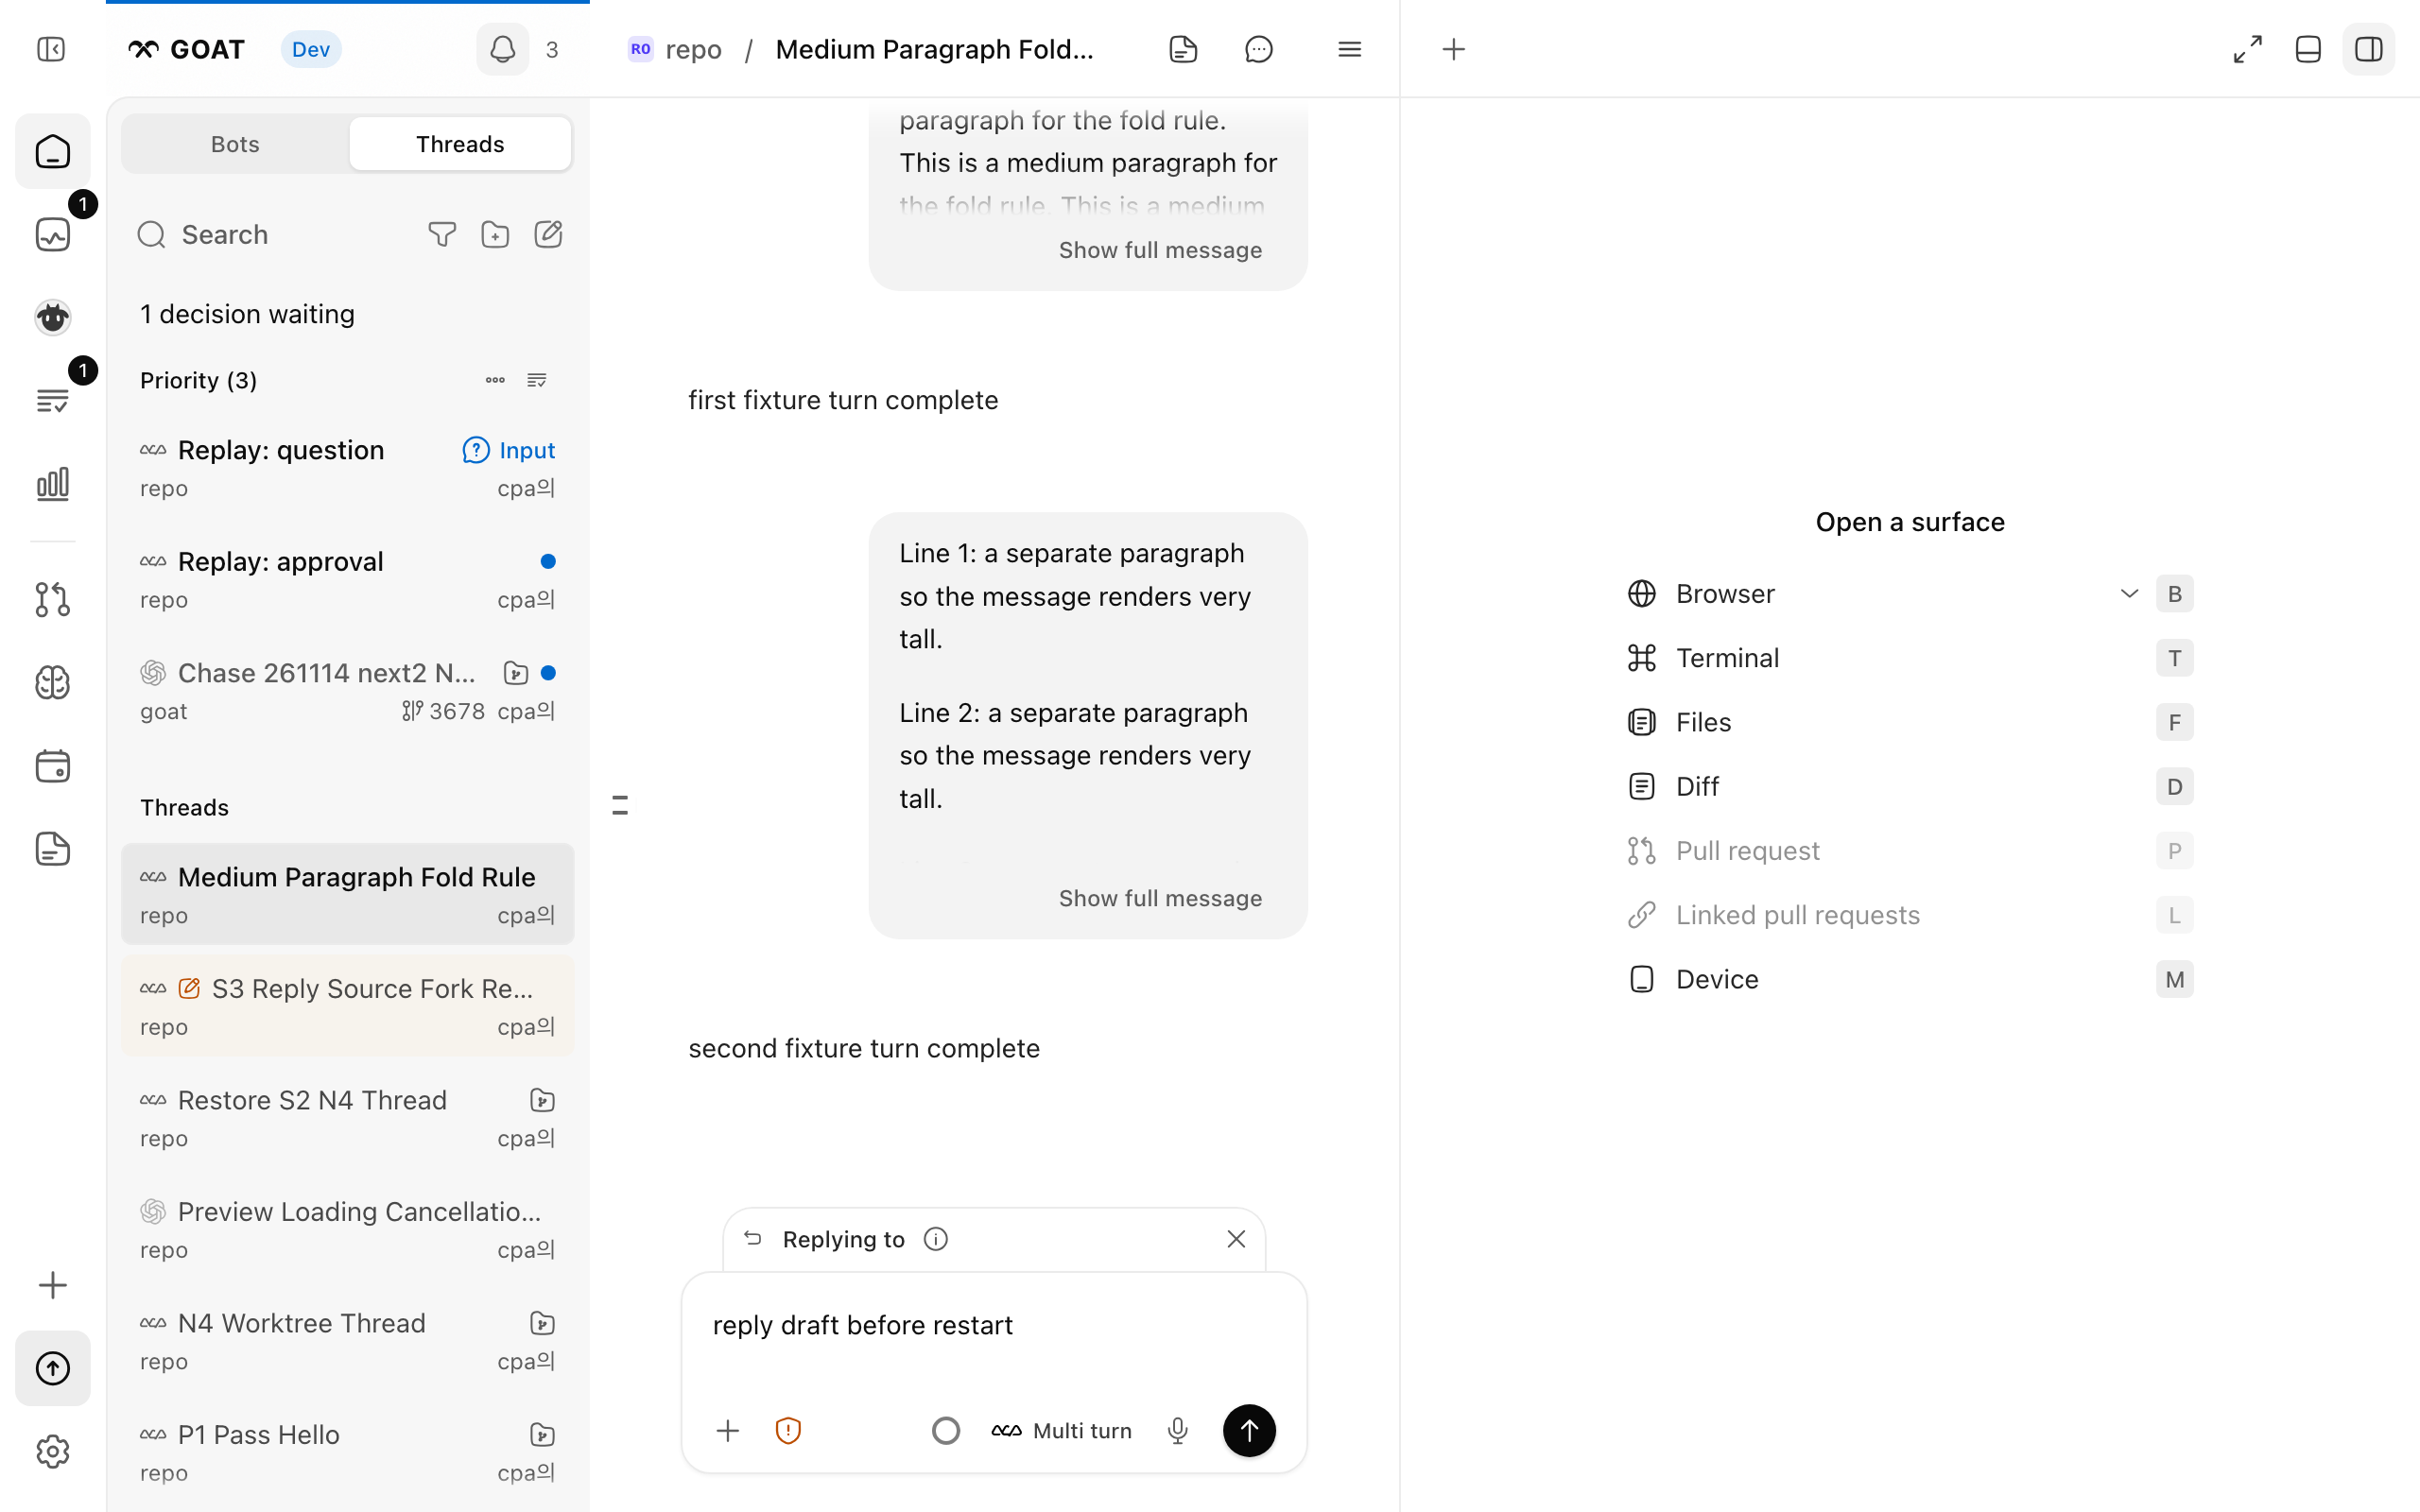 GOAT
Dev
3
RO repo / Medium Paragraph Fold...
Bots
Threads
1
Search
1 decision waiting
1
Priority (3)
Replay: question
Input
repo
cpa의
Replay: approval
repo
cpa의
Chase 261114 next2 N...
goat
3678
cpa의
Threads
Medium Paragraph Fold Rule
repo
cpa의
S3 Reply Source Fork Re...
repo
cpa의
Restore S2 N4 Thread
repo
cpa의
Preview Loading Cancellatio...
repo
cpa의
N4 Worktree Thread
repo
cpa의
P1 Pass Hello
repo
cpa의
paragraph for the fold rule.
This is a medium paragraph for
the fold rule. This is a medium
Show full message
first fixture turn complete
Line 1: a separate paragraph
so the message renders very
tall.
Line 2: a separate paragraph
so the message renders very
tall.
Show full message
second fixture turn complete
Replying to
reply draft before restart
Multi turn
Open a surface
Browser
B
Terminal
T
Files
F
Diff
D
Pull request
P
Linked pull requests
L
Device
M